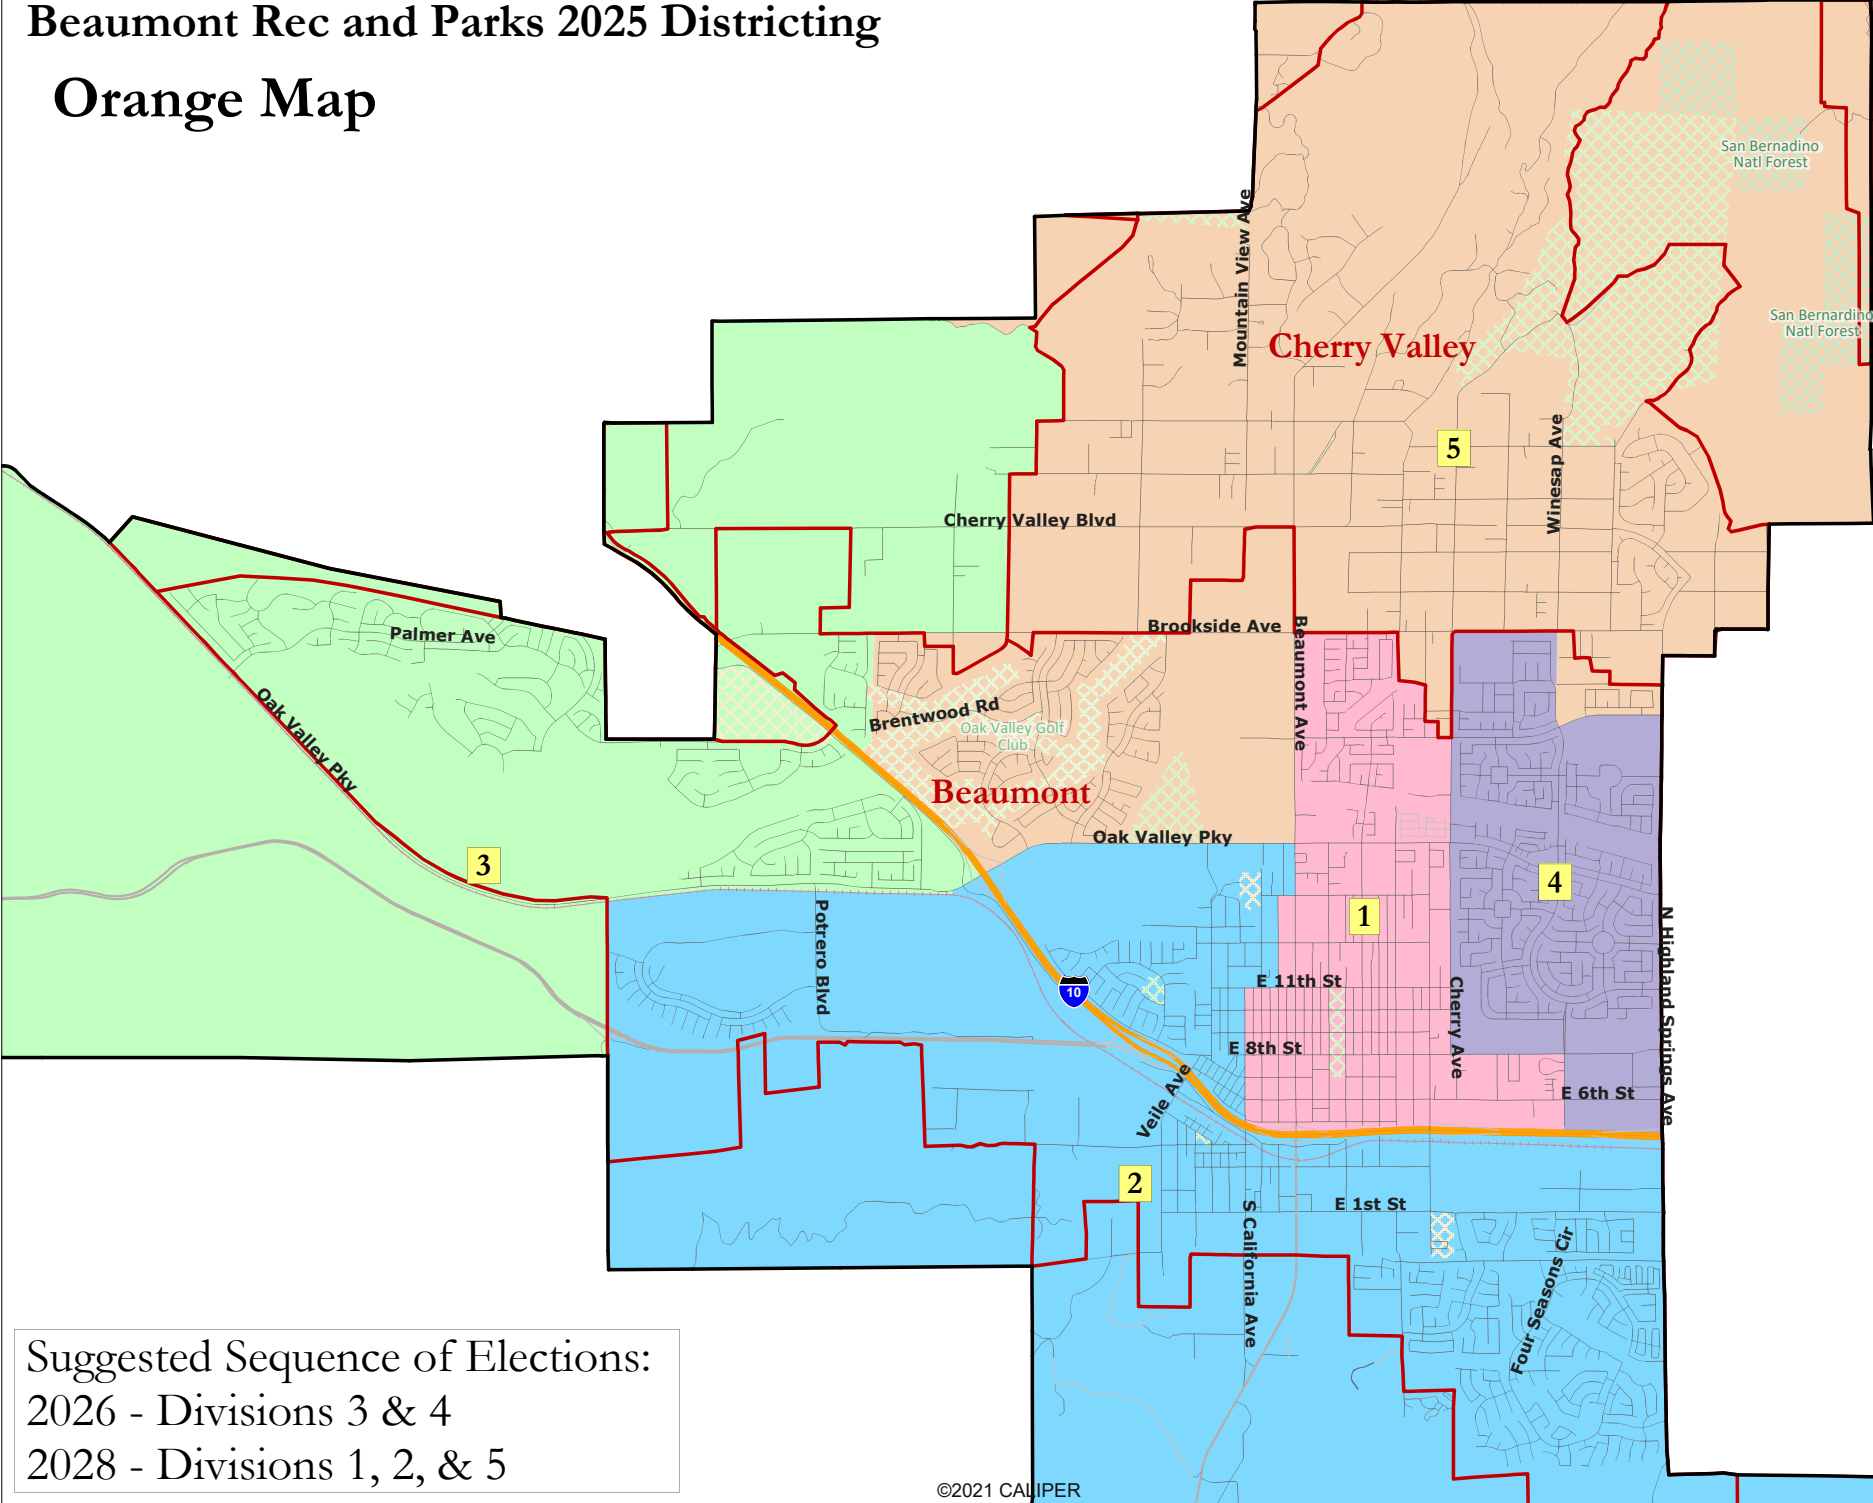 Beaumont Rec and Parks 2025 Districting
Orange Map
San Bernadino
Natl Forest
Mountain View Ave
San Bernardino
Natl Forest
Cherry Valley
5
Winesap Ave
Cherry Valley Blvd
Palmer Ave
Brookside Ave
Beaumont Ave
Oak Valley Pky
Brentwood Rd
Oak Valley Golf
Club
Beaumont
Oak Valley Pky
3
4
1
Potrero Blvd
N Highland Springs Ave
E 11th St
Cherry Ave
10
E 8th St
Veile Ave
E 6th St
2
E 1st St
S California Ave
Four Seasons Cir
Suggested Sequence of Elections:
2026 - Divisions 3 & 4
2028 - Divisions 1, 2, & 5
©2021 CALIPER